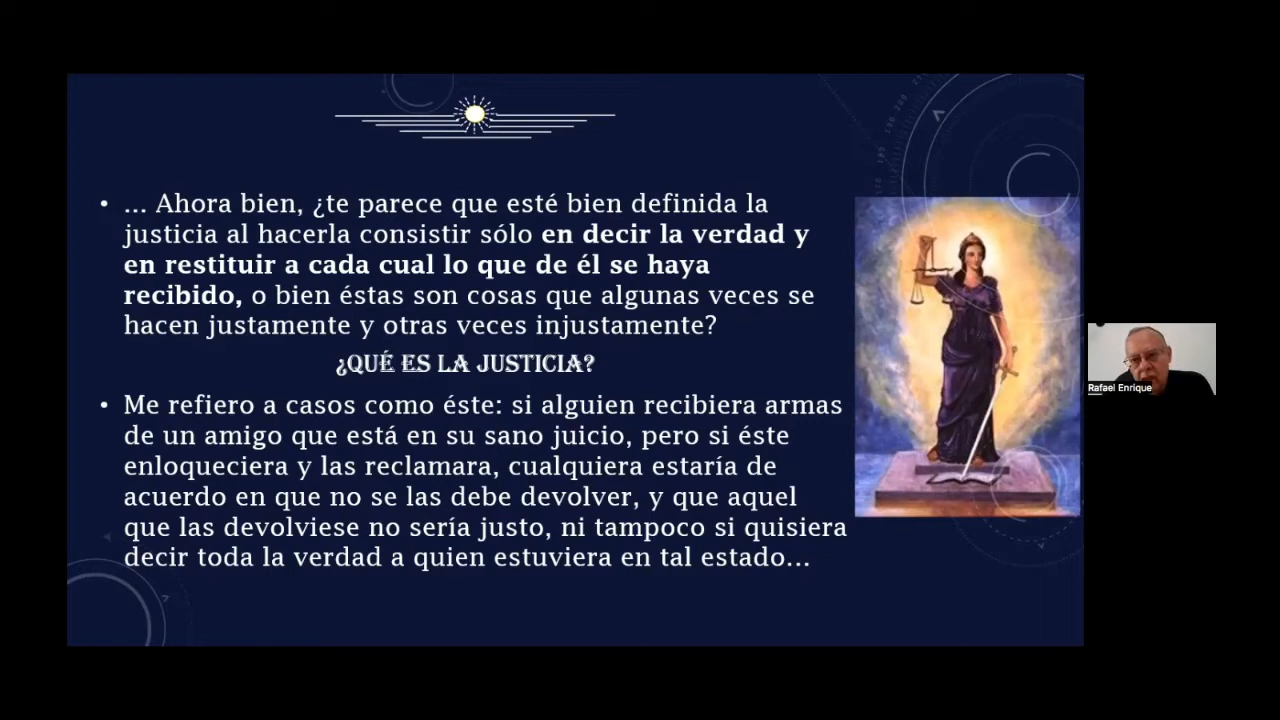 • ... Ahora bien, ¿te parece que esté bien definida la
justicia al hacerla consistir sólo en decir la verdad y
en restituir a cada cual lo que de él se haya
recibido, o bien éstas son cosas que algunas veces se
hacen justamente y otras veces injustamente?
¿QUÉ ES LA JUSTICIA?
• Me refiero a casos como éste: si alguien recibiera armas
de un amigo que está en su sano juicio, pero si éste
enloqueciera y las reclamara, cualquiera estaría de
acuerdo en que no se las debe devolver, y que aquel
que las devolviese no sería justo, ni tampoco si quisiera
decir toda la verdad a quien estuviera en tal estado...
Rafael Enrique